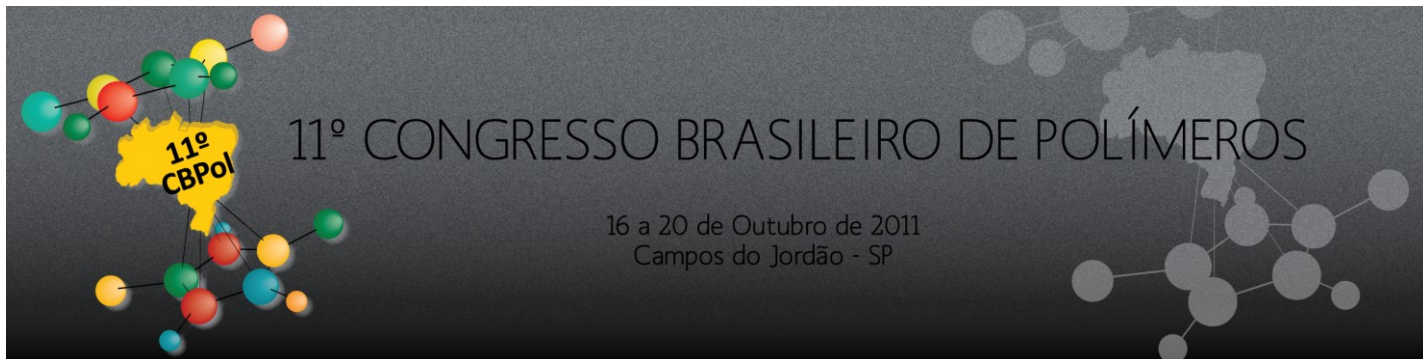 11º
CBPol
11º CONGRESSO BRASILEIRO DE POLÍMEROS
16 a 20 de Outubro de 2011
Campos do Jordão - SP